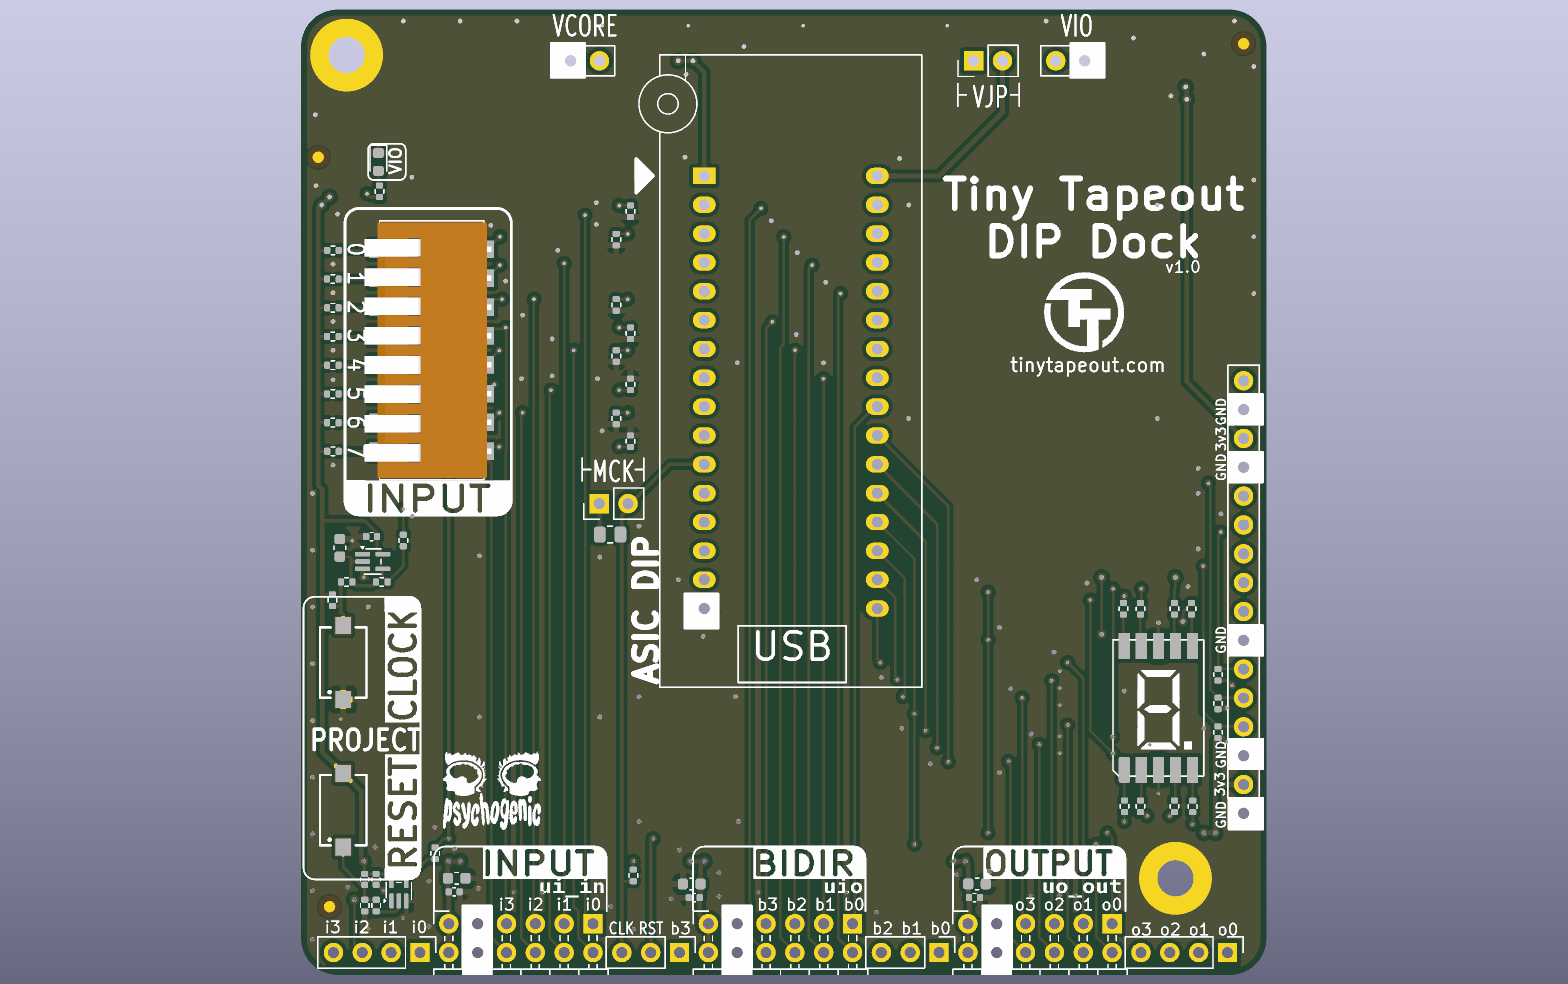 VCORE
VIO
VJP
VIO
Tiny Tapeout
DIP Dock
v1.0
TT
tinytapeout.com
0
1
2
3
4
5
6
7
INPUT
MCK
ASIC DIP
USB
GND
3v3
GND
GND
GND
3v3
GND
8.
CLOCK
PROJECT
RESET
psychogenic
INPUT
ui_in
i3 i2 i1 i0
BIDIR
uio
b3 b2 b1 b0
OUTPUT
uo_out
o3 o2 o1 o0
i3 i2 i1 i0
CLK RST b3
b2 b1 b0
o3 o2 o1 o0